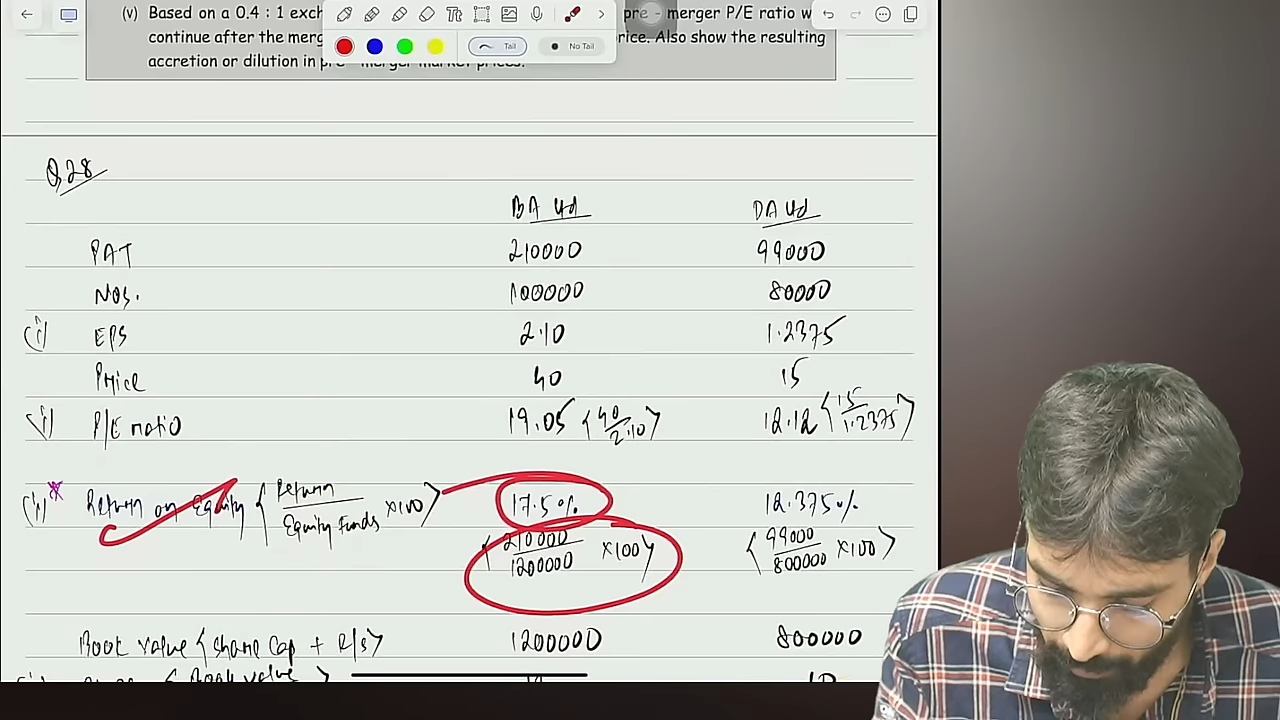 (v) Based on a 0.4 : 1 exch pre - merger P/E ratio w
continue after the merg rice. Also show the resulting
accretion or dilution in pre - merger market prices.
Tail
No Tail
Q.28
BA Ltd DA Ltd
PAT 210000 99000
Nos. 100000 80000
(i) EPS 2.10 1.2375
Price 40 15
P/E ratio 19.05 {40/2.10} 12.12 {15/1.2375}
Return on Equity {Return/Equity Funds ×100} 17.5% 12.375%
{210000/1200000 ×100} {99000/800000 ×100}
Book value {share cap + R/s} 1200000 800000
Book value 10